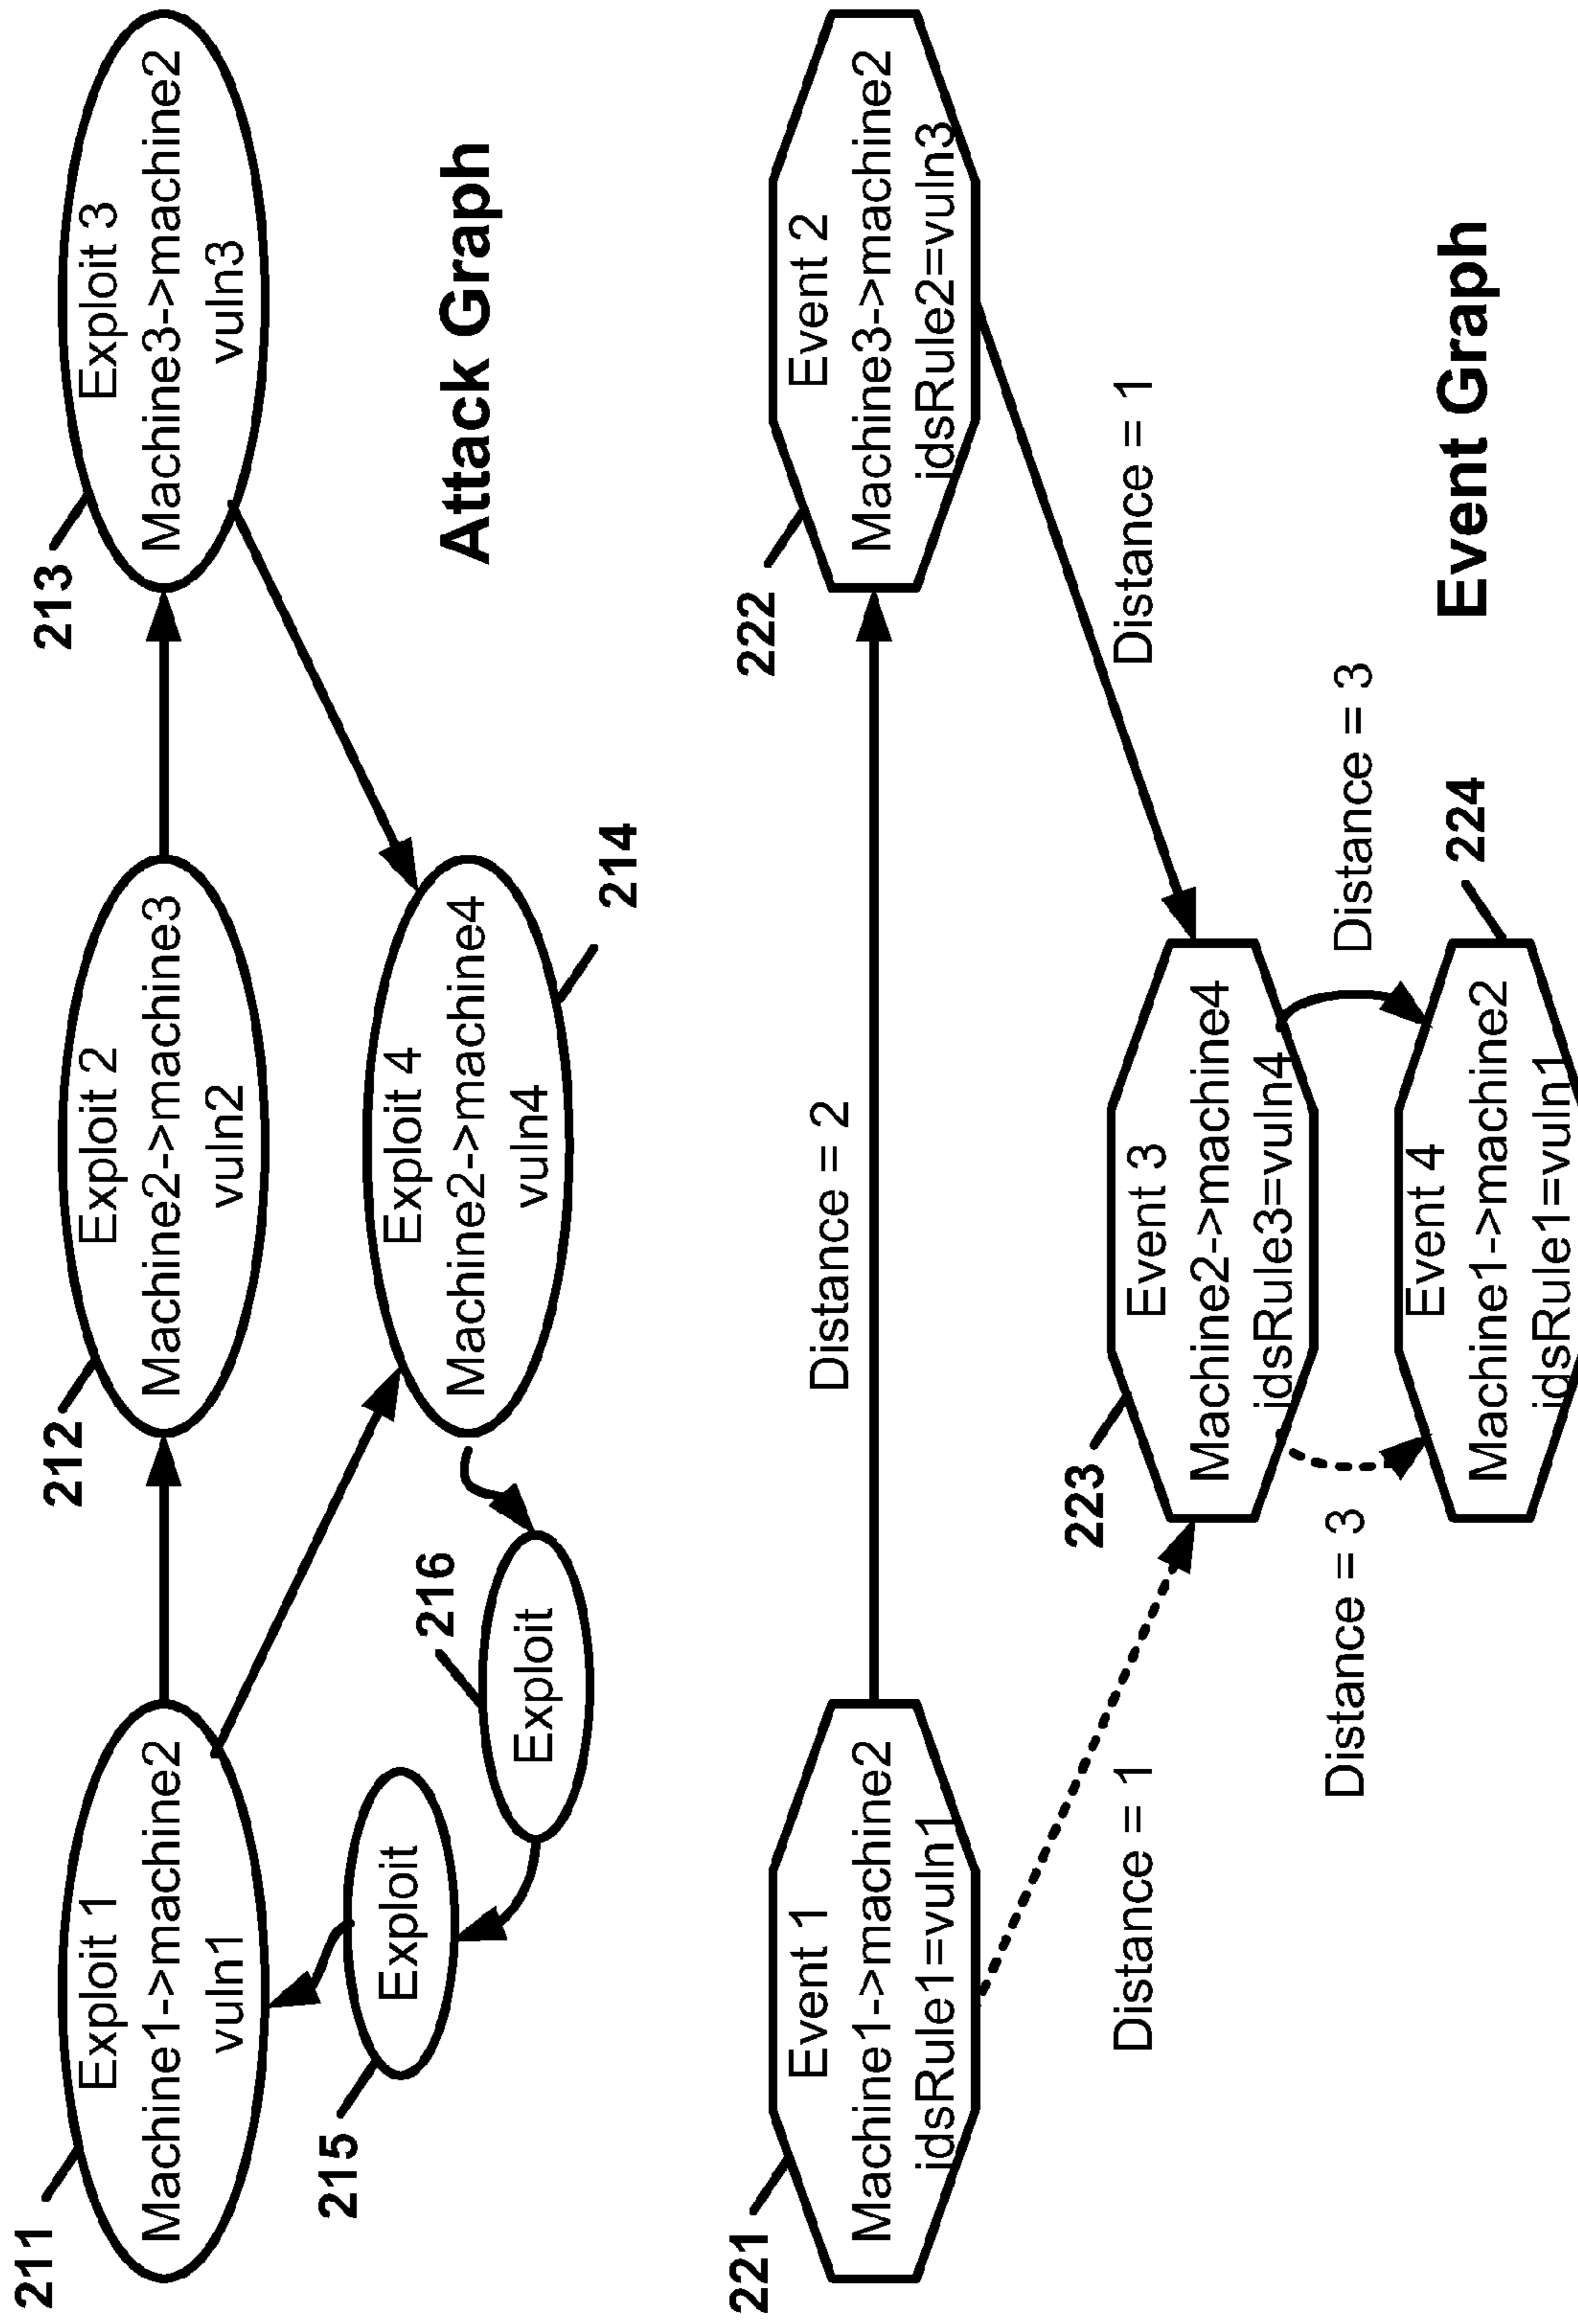 211
Exploit 1
Machine1->machine2
vuln1
212
Exploit 2
Machine2->machine3
vuln2
213
Exploit 3
Machine3->machine2
vuln3
215
Exploit
216
Exploit
Exploit 4
Machine2->machine4
vuln4
214
Attack Graph
221
Event 1
Machine1->machine2
idsRule1=vuln1
Distance = 2
222
Event 2
Machine3->machine2
idsRule2=vuln3
Distance = 1
Distance = 1
223
Event 3
Machine2->machine4
idsRule3=vuln4
Distance = 3
Distance = 3
Event 4
Machine1->machine2
idsRule1=vuln1
224
Event Graph